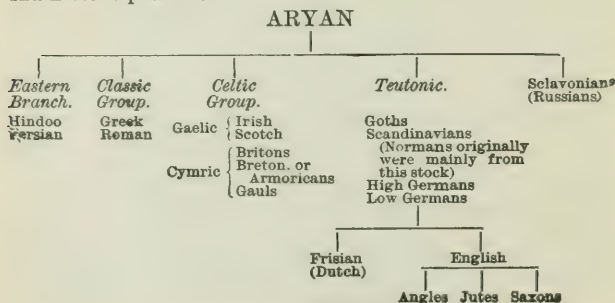 ARYAN
Eastern Branch.
Hindoo
Persian
Classic Group.
Greek
Roman
Celtic Group.
Gaelic { Irish
Scotch
Cymric { Britons
Breton. or
Armoricans
Gauls
Teutonic.
Goths
Scandinavians
(Normans originally
were mainly from
this stock)
High Germans
Low Germans
Sclavonians
(Russians)
Frisian
(Dutch)
English
Angles Jutes Saxons